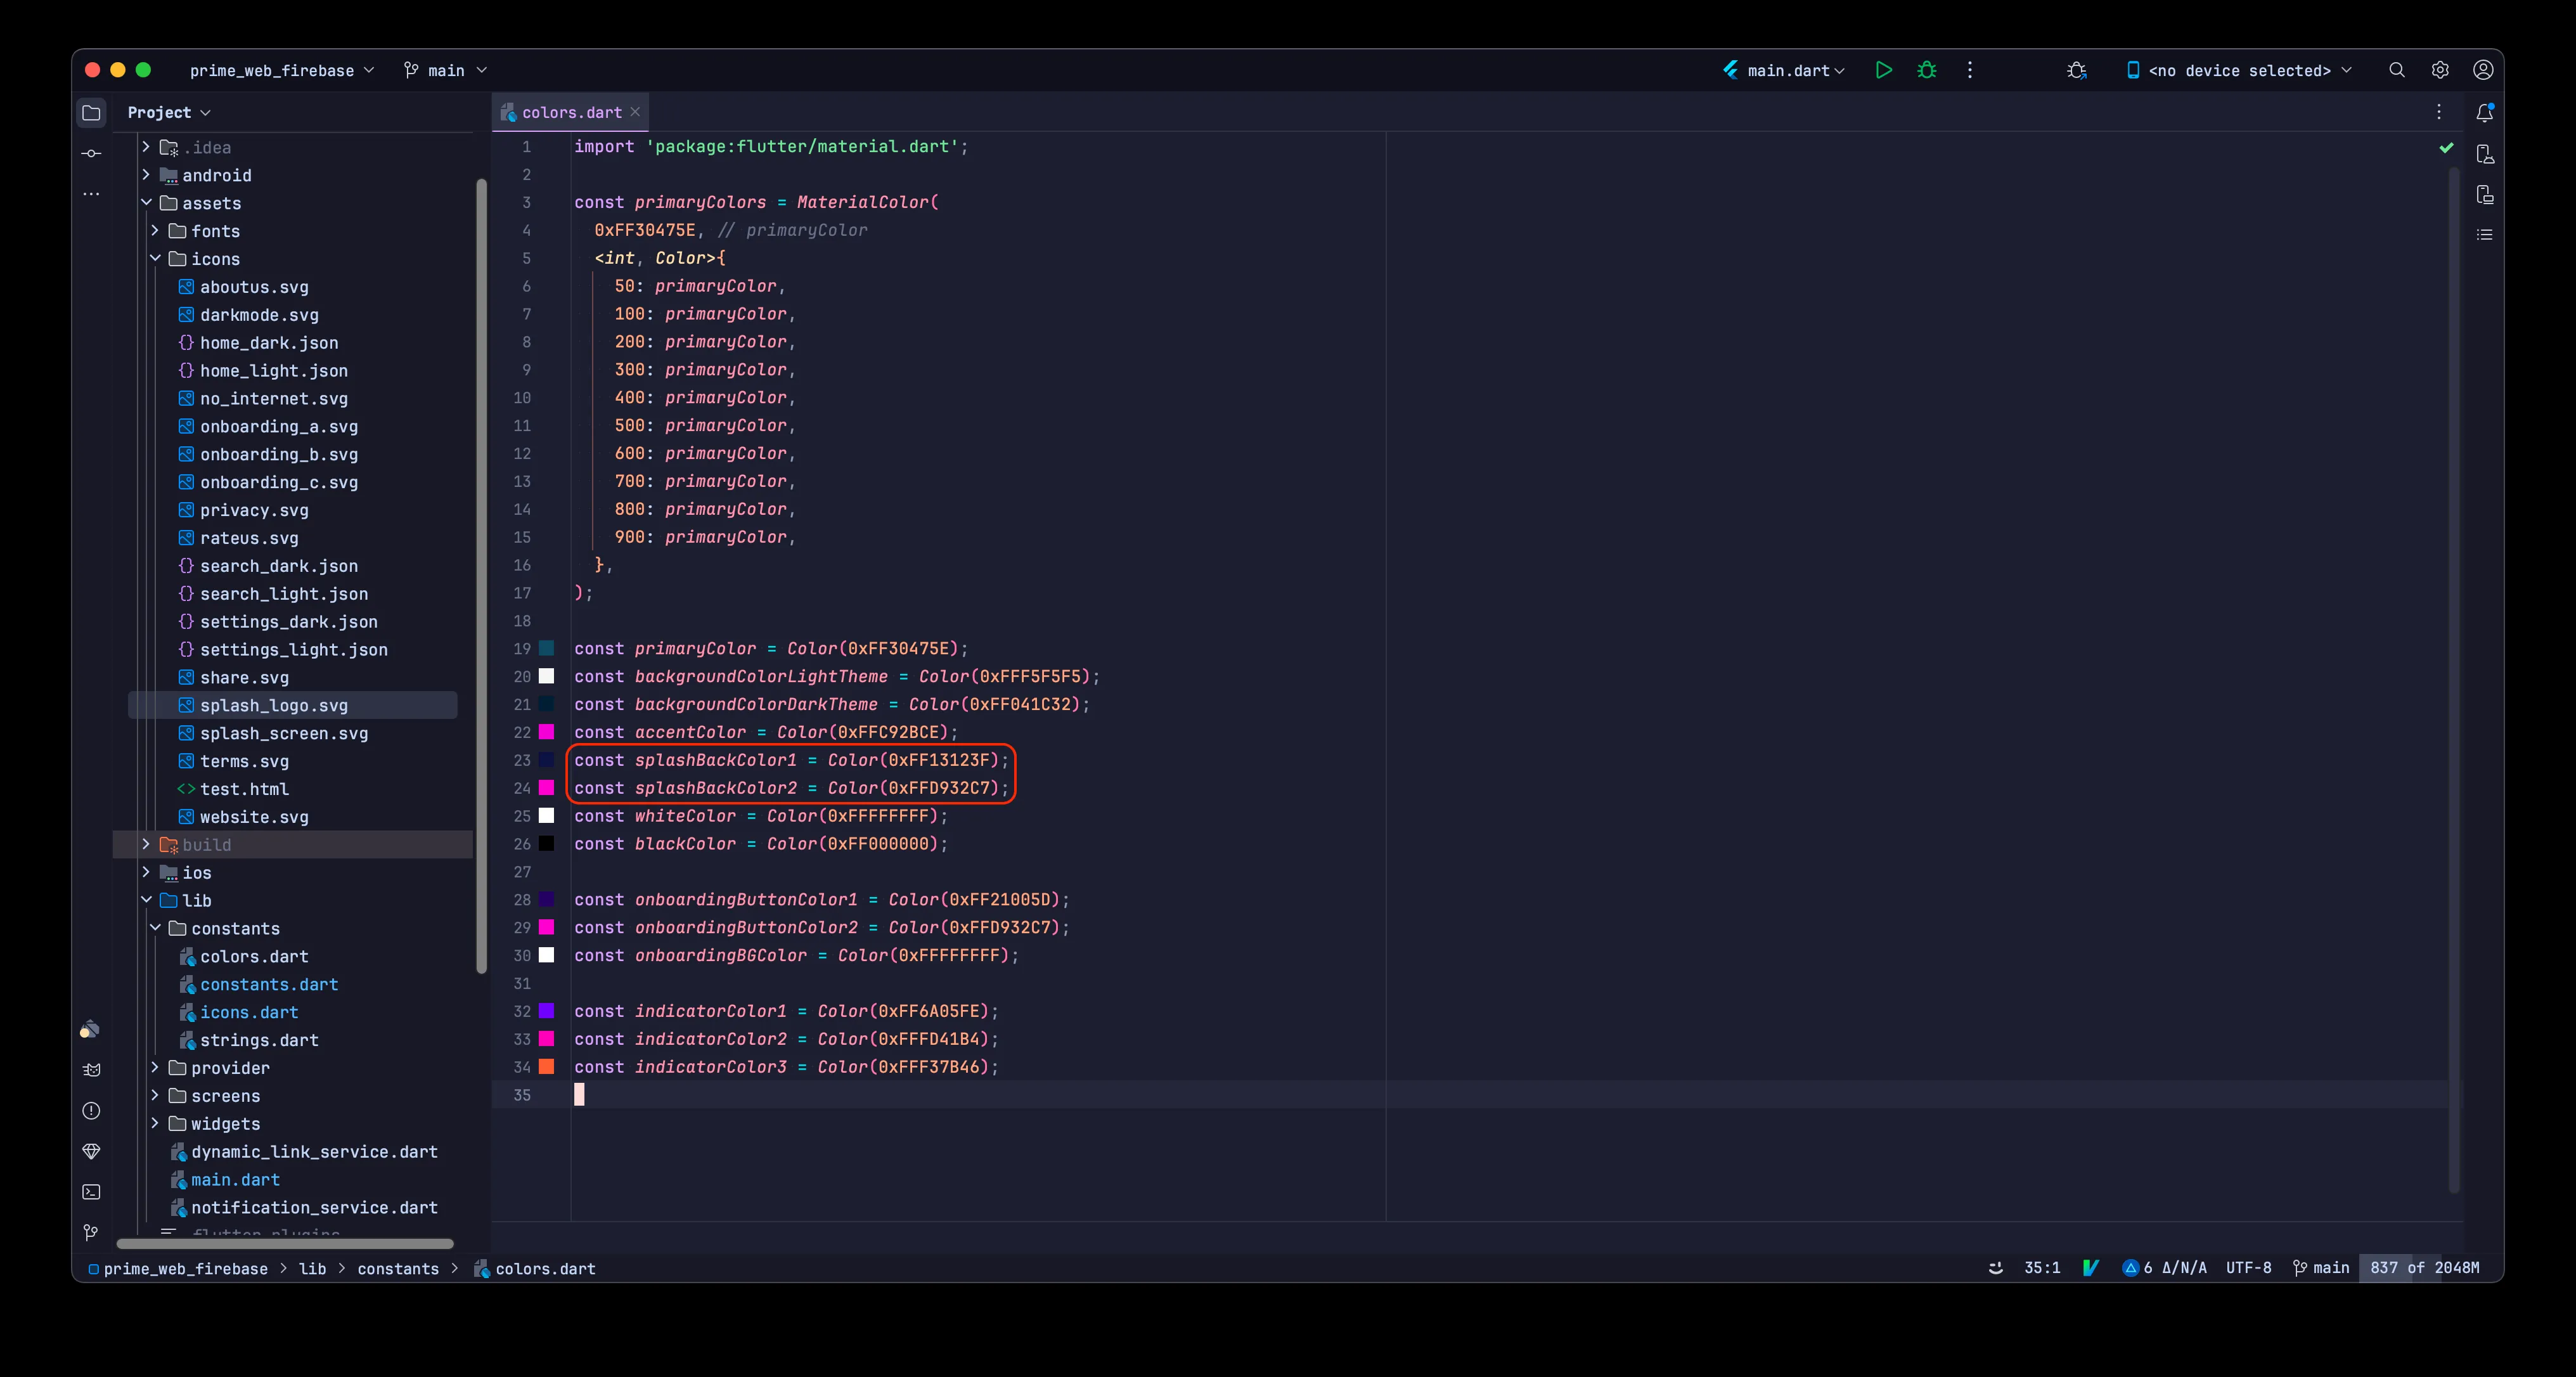 prime_web_firebase main main.dart <no device selected>
Project
colors.dart
.idea
android
assets
fonts
icons
aboutus.svg
darkmode.svg
home_dark.json
home_light.json
no_internet.svg
onboarding_a.svg
onboarding_b.svg
onboarding_c.svg
privacy.svg
rateus.svg
search_dark.json
search_light.json
settings_dark.json
settings_light.json
share.svg
splash_logo.svg
splash_screen.svg
terms.svg
test.html
website.svg
build
ios
lib
constants
colors.dart
constants.dart
icons.dart
strings.dart
provider
screens
widgets
dynamic_link_service.dart
main.dart
notification_service.dart
1 import 'package:flutter/material.dart';
2
3 const primaryColors = MaterialColor(
4 0xFF30475E, // primaryColor
5 <int, Color>{
6 50: primaryColor,
7 100: primaryColor,
8 200: primaryColor,
9 300: primaryColor,
10 400: primaryColor,
11 500: primaryColor,
12 600: primaryColor,
13 700: primaryColor,
14 800: primaryColor,
15 900: primaryColor,
16 },
17 );
18
19 const primaryColor = Color(0xFF30475E);
20 const backgroundColorLightTheme = Color(0xFFF5F5F5);
21 const backgroundColorDarkTheme = Color(0xFF041C32);
22 const accentColor = Color(0xFFC92BCE);
23 const splashBackColor1 = Color(0xFF13123F);
24 const splashBackColor2 = Color(0xFFD932C7);
25 const whiteColor = Color(0xFFFFFFFF);
26 const blackColor = Color(0xFF000000);
27
28 const onboardingButtonColor1 = Color(0xFF21005D);
29 const onboardingButtonColor2 = Color(0xFFD932C7);
30 const onboardingBGColor = Color(0xFFFFFFFF);
31
32 const indicatorColor1 = Color(0xFF6A05FE);
33 const indicatorColor2 = Color(0xFFFD41B4);
34 const indicatorColor3 = Color(0xFFF37B46);
35
prime_web_firebase > lib > constants > colors.dart 35:1 6 Δ/N/A UTF-8 main 837 of 2048M